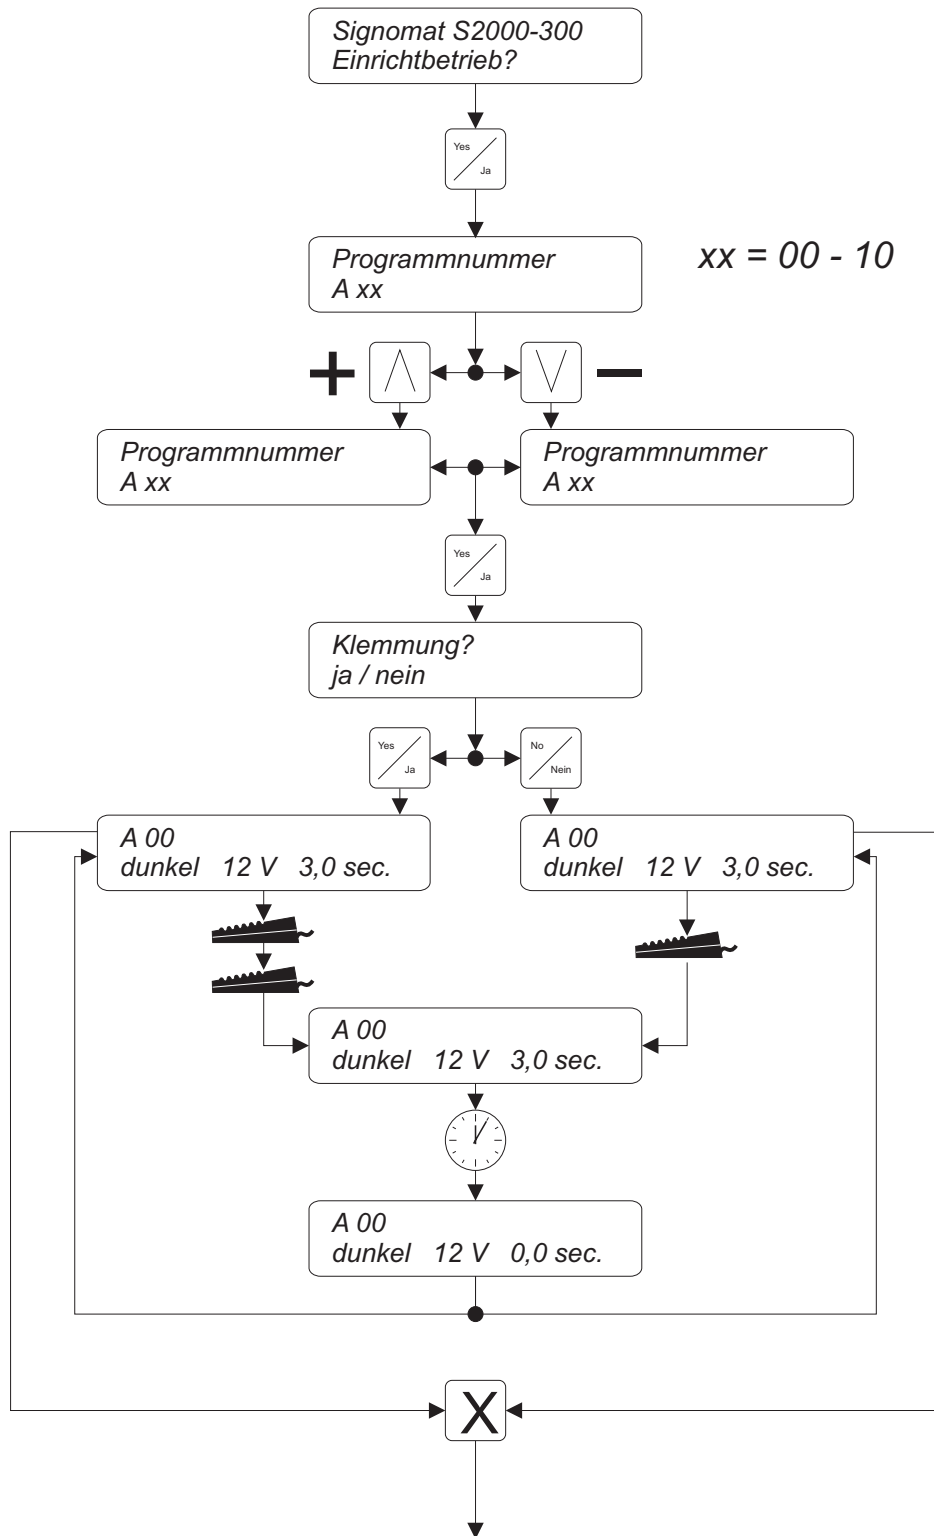 Signomat S2000-300
Einrichtbetrieb?
Yes
Ja
Programmnummer
A xx
xx = 00 - 10
+
−
Programmnummer
A xx
Programmnummer
A xx
Yes
Ja
Klemmung?
ja / nein
Yes
Ja
No
Nein
A 00
dunkel 12 V 3,0 sec.
A 00
dunkel 12 V 3,0 sec.
A 00
dunkel 12 V 3,0 sec.
A 00
dunkel 12 V 0,0 sec.
X